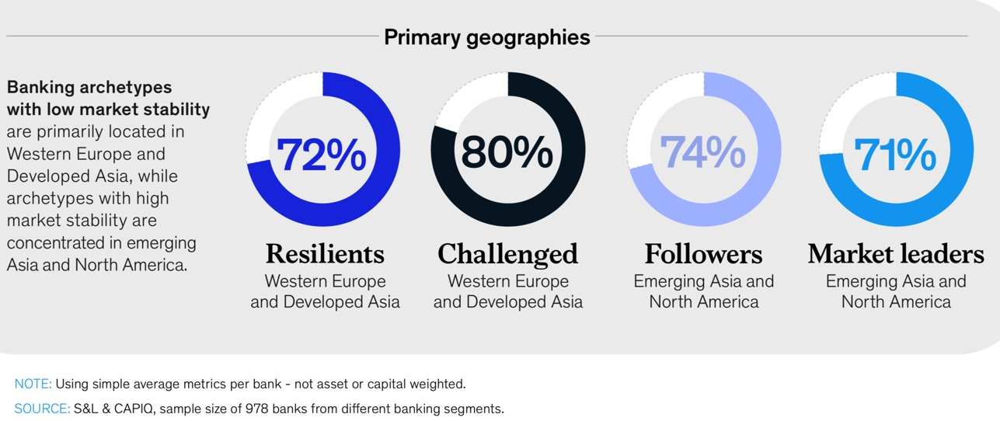 Primary geographies
Banking archetypes
with low market stability
are primarily located in
Western Europe and
Developed Asia, while
archetypes with high
market stability are
concentrated in emerging
Asia and North America.
72%
Resilients
Western Europe
and Developed Asia
80%
Challenged
Western Europe
and Developed Asia
74%
Followers
Emerging Asia and
North America
71%
Market leaders
Emerging Asia and
North America
NOTE: Using simple average metrics per bank - not asset or capital weighted.
SOURCE: S&L & CAPIQ, sample size of 978 banks from different banking segments.